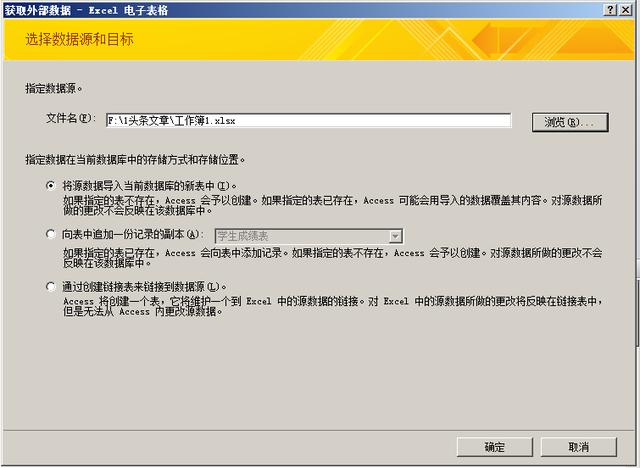 获取外部数据 - Excel 电子表格
选择数据源和目标
指定数据源。
文件名(F):
F:\1头条文章\工作簿1.xlsx
浏览(R)...
指定数据在当前数据库中的存储方式和存储位置。
将源数据导入当前数据库的新表中(I)。
如果指定的表不存在，Access 会予以创建。如果指定的表已存在，Access 可能会用导入的数据覆盖其内容。对源数据所
做的更改不会反映在该数据库中。
向表中追加一份记录的副本(A):
学生成绩表
如果指定的表已存在，Access 会向表中添加记录。如果指定的表不存在，Access 会予以创建。对源数据所做的更改不会
反映在该数据库中。
通过创建链接表来链接到数据源(L)。
Access 将创建一个表，它将维护一个到 Excel 中的源数据的链接。对 Excel 中的源数据所做的更改将反映在链接表中，
但是无法从 Access 内更改源数据。
确定
取消